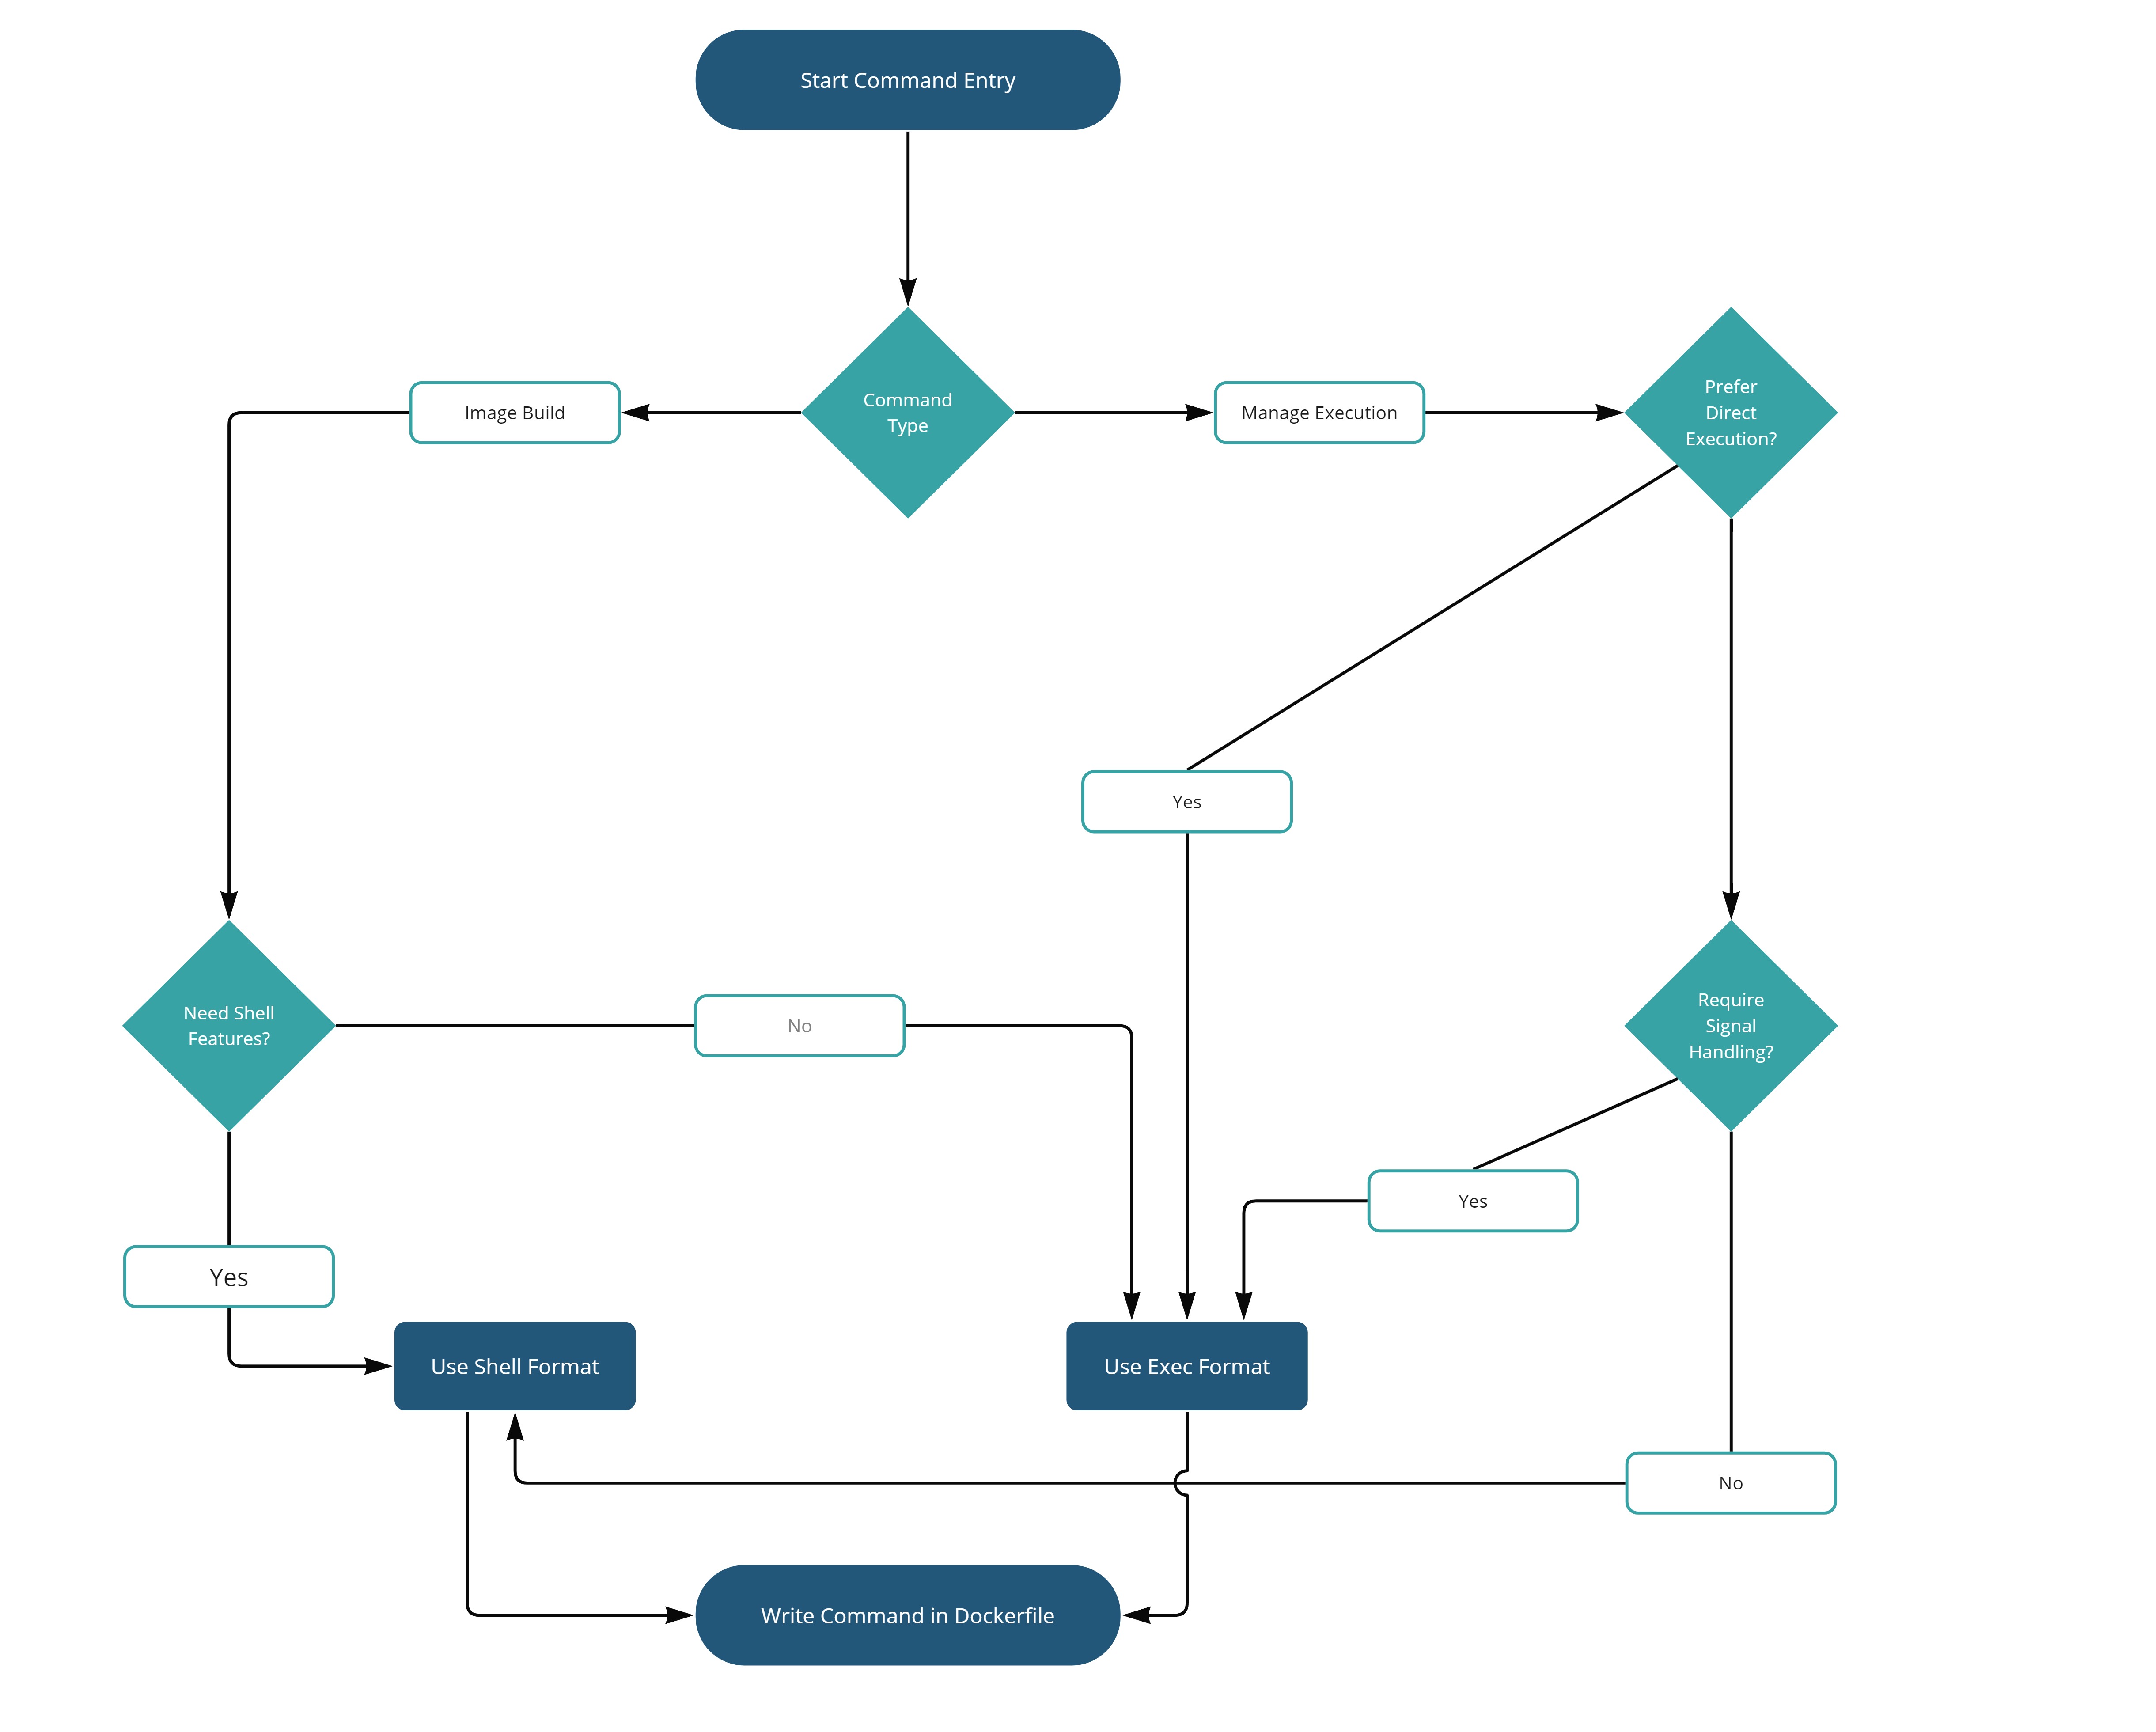 Start Command Entry
Image Build
Command
Type
Manage Execution
Prefer
Direct
Execution?
Yes
Need Shell
Features?
No
Require
Signal
Handling?
Yes
Yes
Use Shell Format
Use Exec Format
No
Write Command in Dockerfile